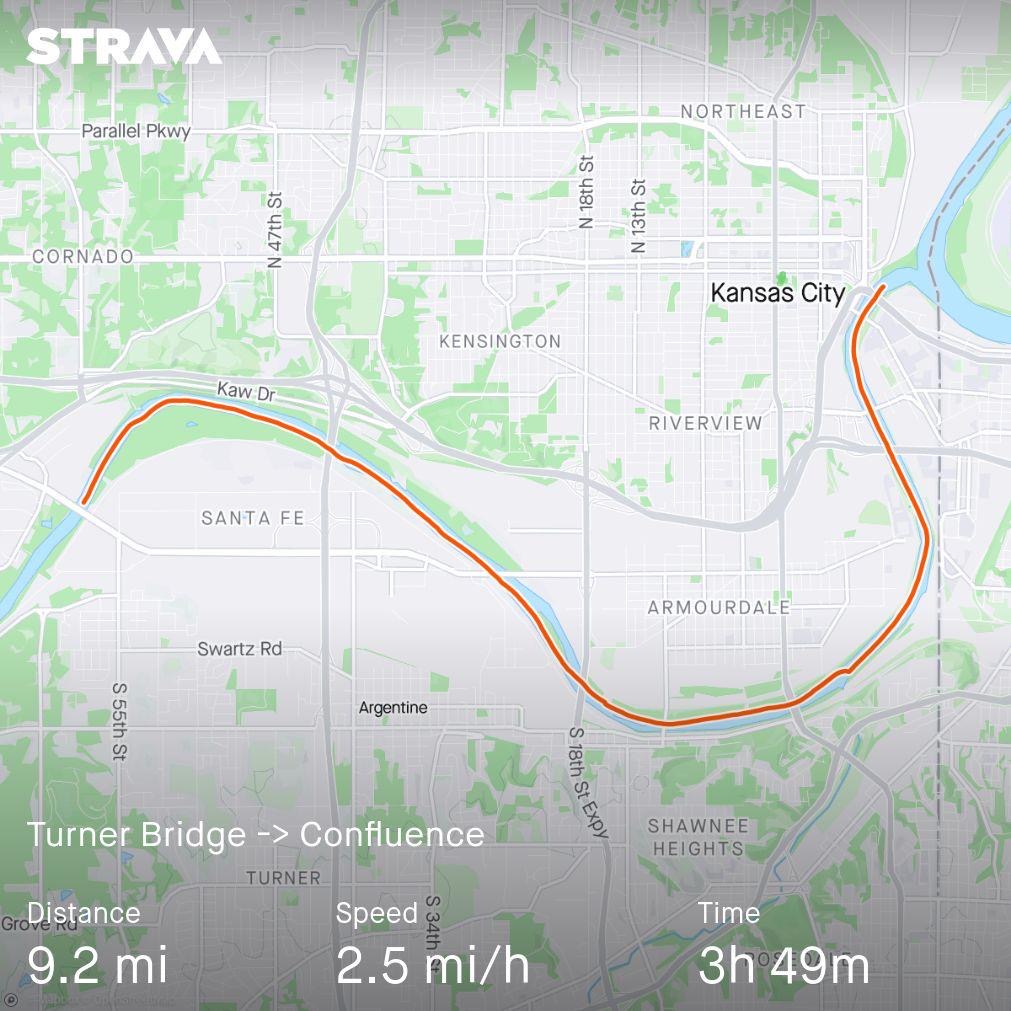 STRAVA
NORTHEAST
Parallel Pkwy
N 47th St
N 18th St
N 13th St
CORNADO
Kansas City
KENSINGTON
Kaw Dr
RIVERVIEW
SANTA FE
ARMOURDALE
Swartz Rd
S 55th St
Argentine
S 18th St Expy
Turner Bridge -> Confluence
SHAWNEE
HEIGHTS
TURNER
S 34th St
Distance
Speed
Time
Grove Rd
9.2 mi
2.5 mi/h
3h 49m